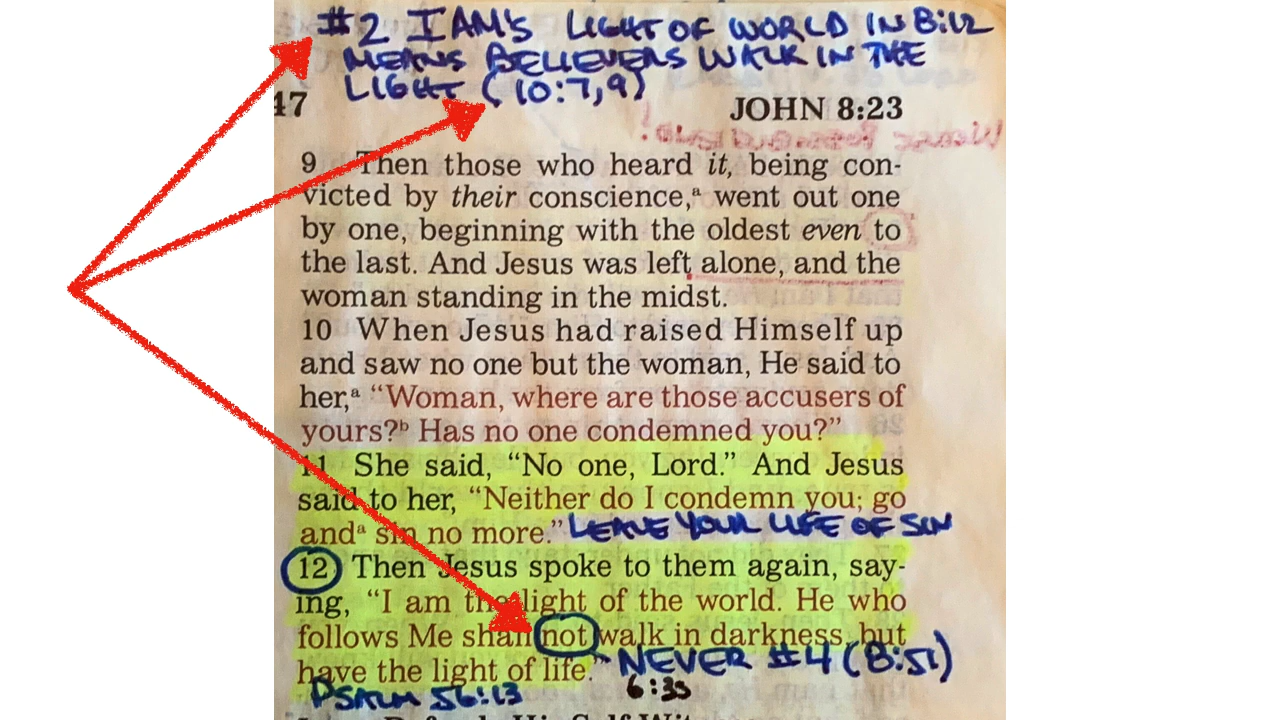 #2 I AM'S LIGHT OF WORLD IN 8:12
MEANS BELIEVERS WALK IN THE
LIGHT (10:7,9)
47 JOHN 8:23
9 Then those who heard it, being con-
victed by their conscience,ᵃ went out one
by one, beginning with the oldest even to
the last. And Jesus was left alone, and the
woman standing in the midst.
10 When Jesus had raised Himself up
and saw no one but the woman, He said to
her,ᵃ “Woman, where are those accusers of
yours?ᵇ Has no one condemned you?”
11 She said, “No one, Lord.” And Jesus
said to her, “Neither do I condemn you; go
andᵃ sin no more.” LEAVE YOUR LIFE OF SIN
12 Then Jesus spoke to them again, say-
ing, “I am the light of the world. He who
follows Me shall not walk in darkness, but
have the light of life.” NEVER #4 (8:51)
PSALM 56:13 6:35